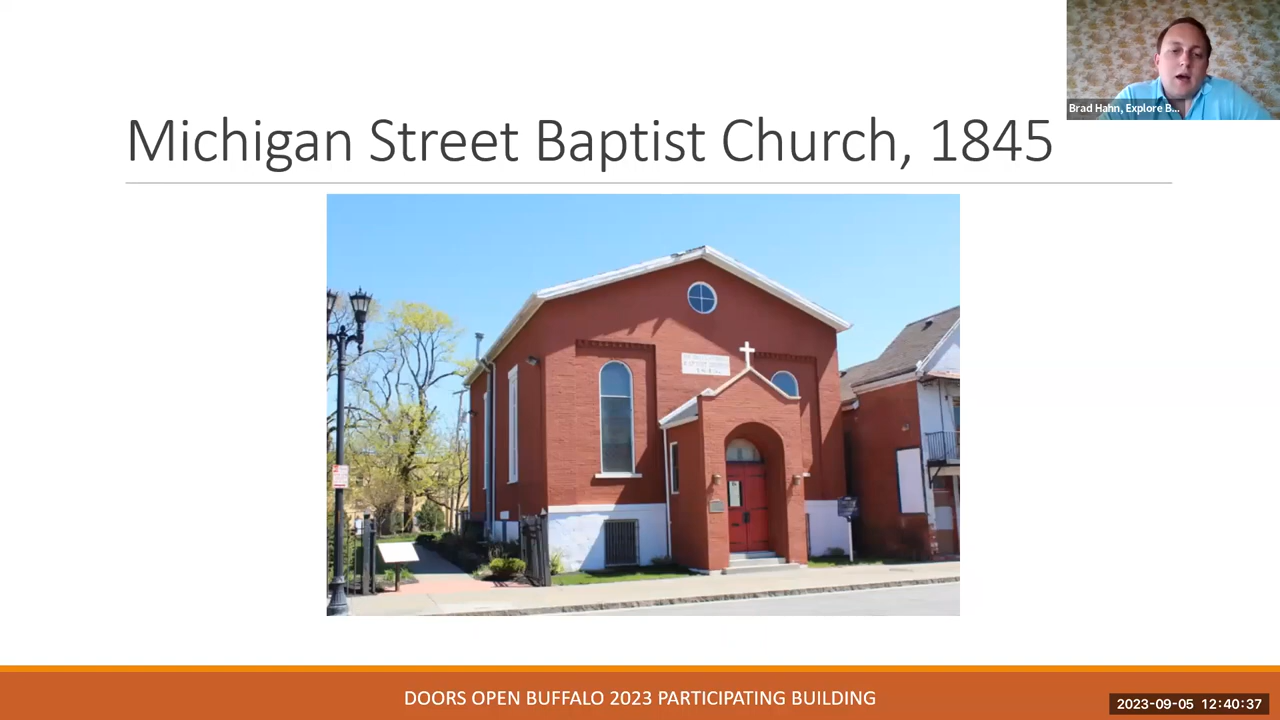 Michigan Street Baptist Church, 1845
Brad Hahn, Explore B...
DOORS OPEN BUFFALO 2023 PARTICIPATING BUILDING
2023-09-05 12:40:37